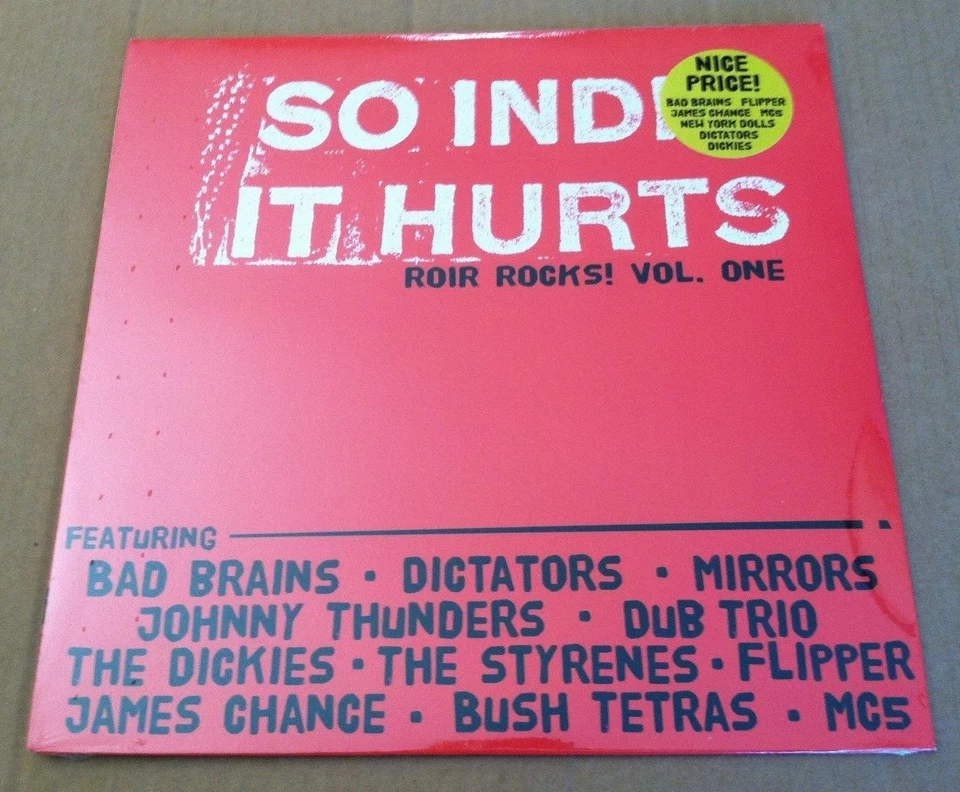 SO INDI
IT HURTS
ROIR ROCKS! VOL. ONE
NICE
PRICE!
BAD BRAINS FLIPPER
JAMES CHANCE MC5
NEW YORK DOLLS
DICTATORS
DICKIES
FEATURING
BAD BRAINS · DICTATORS · MIRRORS
JOHNNY THUNDERS · DUB TRIO
THE DICKIES · THE STYRENES · FLIPPER
JAMES CHANCE · BUSH TETRAS · MC5